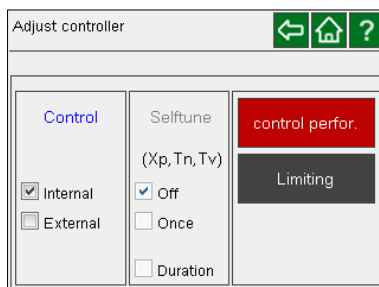 Adjust controller
?
Control
Internal
External
Selftune
(Xp,Tn,Tv)
Off
Once
Duration
control perfor.
Limiting